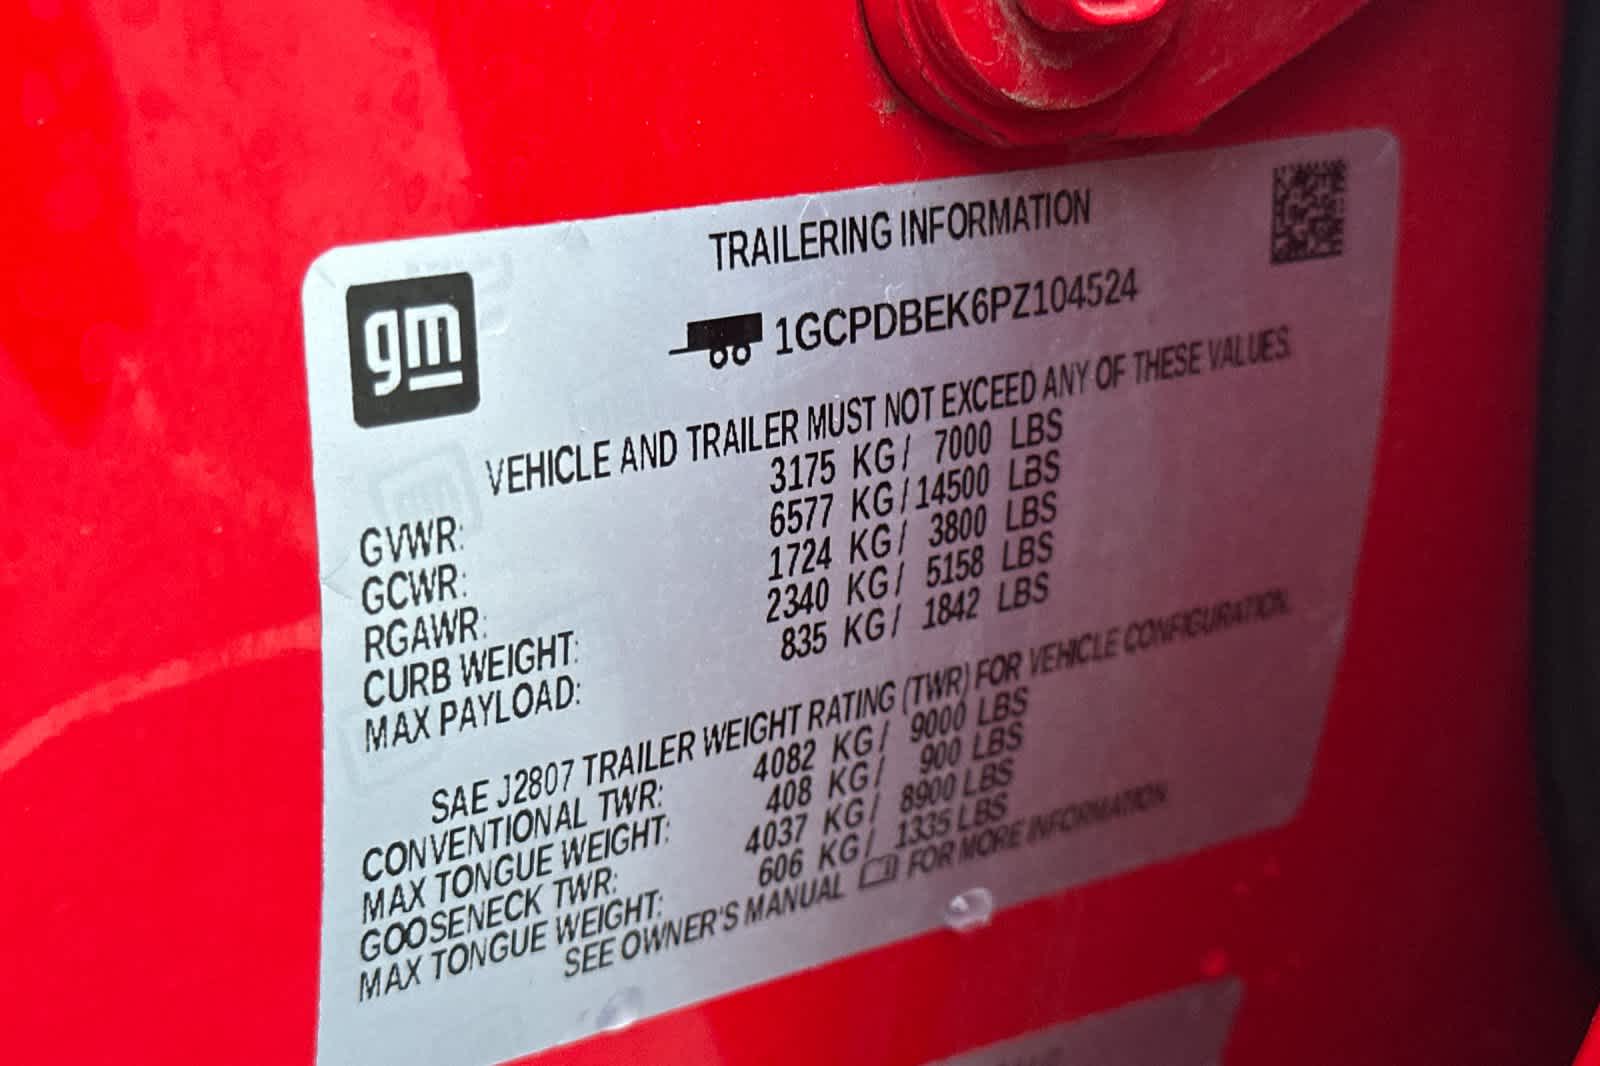 TRAILERING INFORMATION
gm
1GCPDBEK6PZ104524
VEHICLE AND TRAILER MUST NOT EXCEED ANY OF THESE VALUES.
GVWR: 3175 KG/ 7000 LBS
GCWR: 6577 KG/14500 LBS
RGAWR: 1724 KG/ 3800 LBS
CURB WEIGHT: 2340 KG/ 5158 LBS
MAX PAYLOAD: 835 KG/ 1842 LBS
SAE J2807 TRAILER WEIGHT RATING (TWR) FOR VEHICLE CONFIGURATION.
CONVENTIONAL TWR: 4082 KG/ 9000 LBS
MAX TONGUE WEIGHT: 408 KG/ 900 LBS
GOOSENECK TWR: 4037 KG/ 8900 LBS
MAX TONGUE WEIGHT: 606 KG/ 1335 LBS
SEE OWNER'S MANUAL FOR MORE INFORMATION